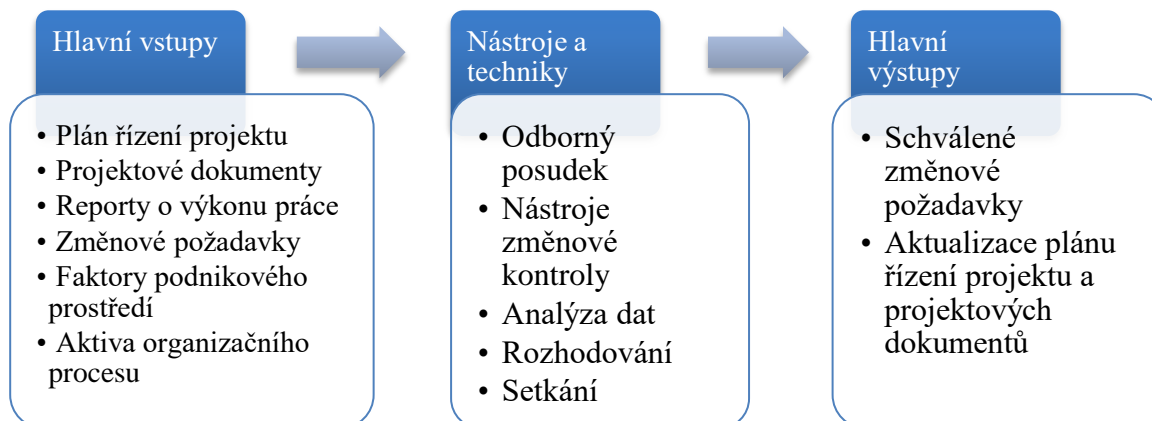 Hlavní vstupy
• Plán řízení projektu
• Projektové dokumenty
• Reporty o výkonu práce
• Změnové požadavky
• Faktory podnikového
prostředí
• Aktiva organizačního
procesu
Nástroje a
techniky
• Odborný
posudek
• Nástroje
změnové
kontroly
• Analýza dat
• Rozhodování
• Setkání
Hlavní
výstupy
• Schválené
změnové
požadavky
• Aktualizace plánu
řízení projektu a
projektových
dokumentů